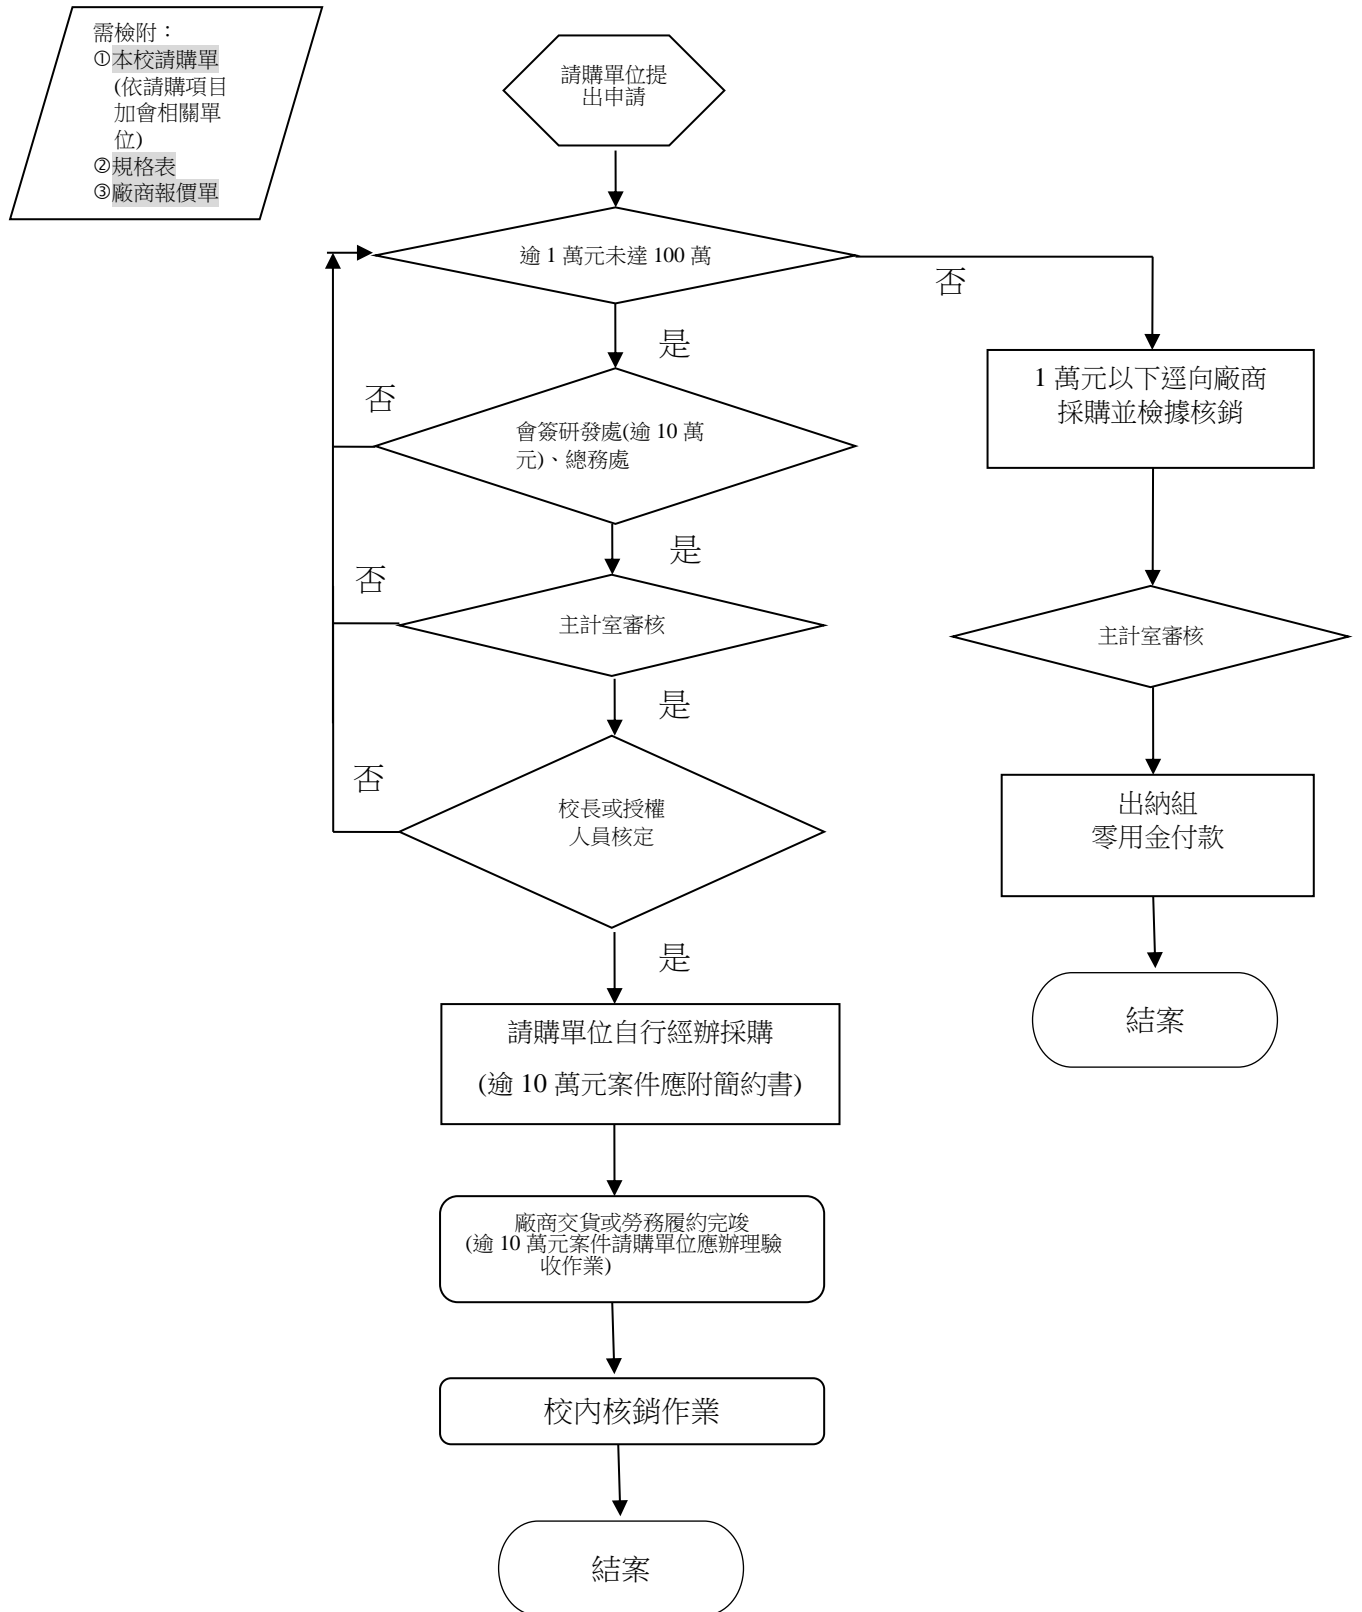 需檢附：
①本校請購單
(依請購項目
加會相關單
位)
②規格表
③廠商報價單
請購單位提
出申請
逾 1 萬元未達 100 萬
否
是
1 萬元以下逕向廠商
採購並檢據核銷
否
會簽研發處(逾 10 萬
元)、總務處
是
否
主計室審核
主計室審核
是
否
校長或授權
人員核定
出納組
零用金付款
是
結案
請購單位自行經辦採購
(逾 10 萬元案件應附簡約書)
廠商交貨或勞務履約完竣
(逾 10 萬元案件請購單位應辦理驗
收作業)
校內核銷作業
結案